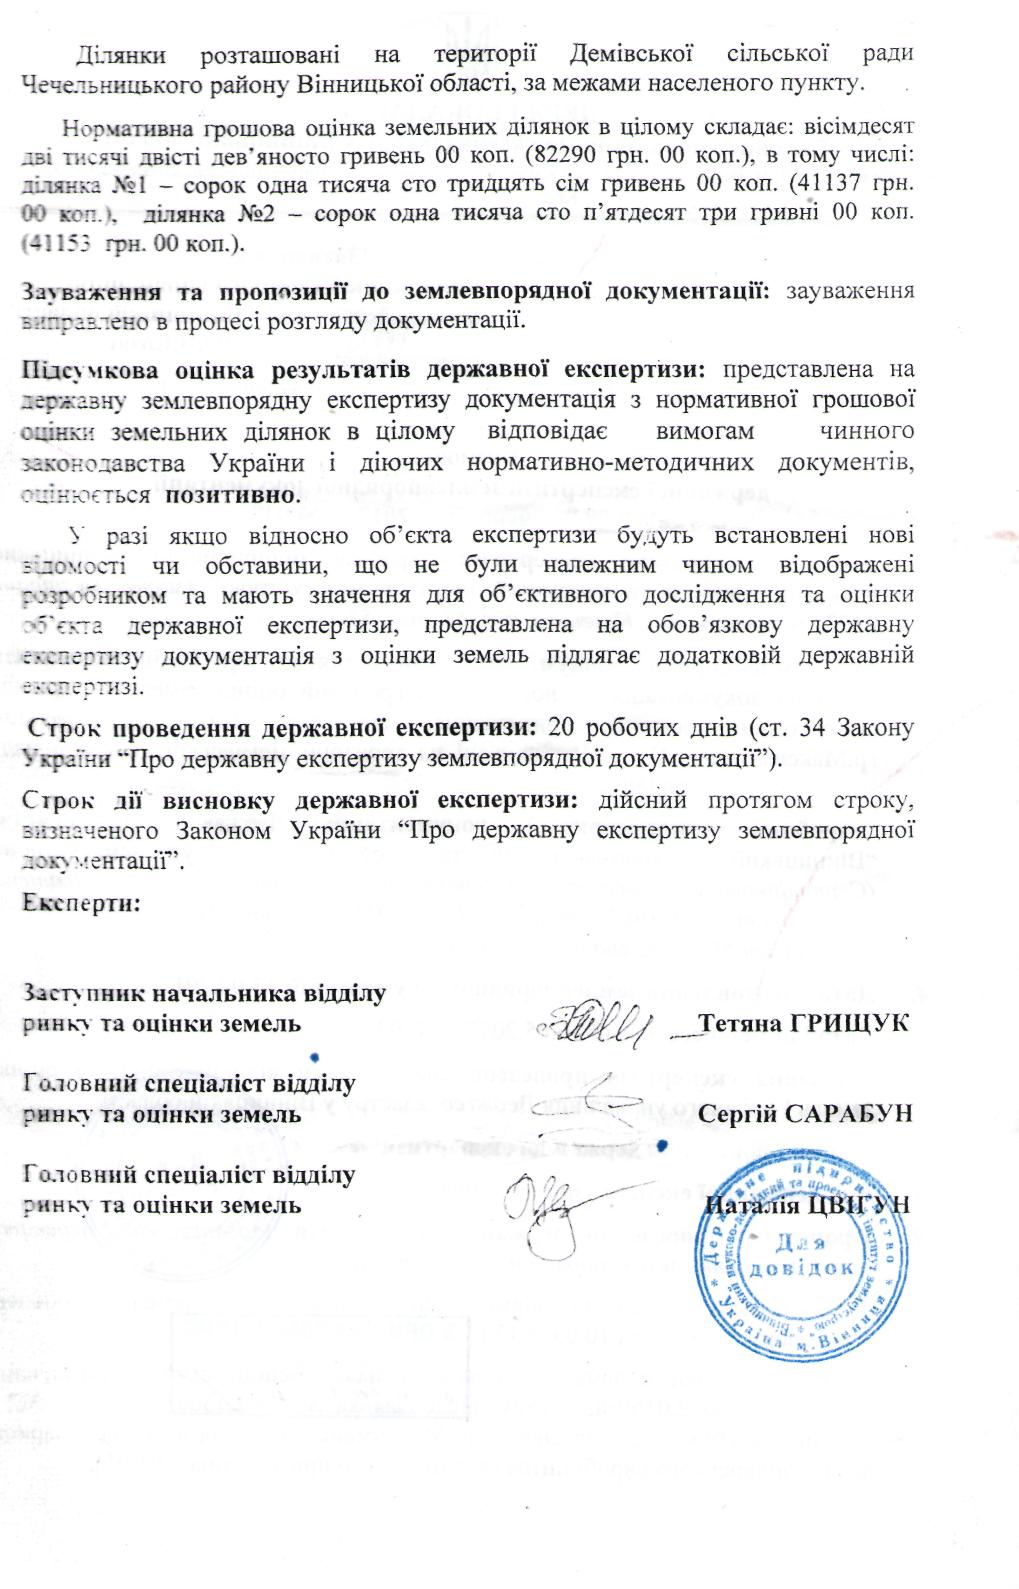 Ділянки розташовані на території Демівської сільської ради
Чечельницького району Вінницької області, за межами населеного пункту.
Нормативна грошова оцінка земельних ділянок в цілому складає: вісімдесят
дві тисячі двісті дев’яносто гривень 00 коп. (82290 грн. 00 коп.), в тому числі:
ділянка №1 – сорок одна тисяча сто тридцять сім гривень 00 коп. (41137 грн.
00 коп.), ділянка №2 – сорок одна тисяча сто п’ятдесят три гривні 00 коп.
(41153 грн. 00 коп.).
Зауваження та пропозиції до землевпорядної документації: зауваження
виправлено в процесі розгляду документації.
Підсумкова оцінка результатів державної експертизи: представлена на
державну землевпорядну експертизу документація з нормативної грошової
оцінки земельних ділянок в цілому відповідає вимогам чинного
законодавства України і діючих нормативно-методичних документів,
оцінюється позитивно.
У разі якщо відносно об’єкта експертизи будуть встановлені нові
відомості чи обставини, що не були належним чином відображені
розробником та мають значення для об’єктивного дослідження та оцінки
об’єкта державної експертизи, представлена на обов’язкову державну
експертизу документація з оцінки земель підлягає додатковій державній
експертизі.
Строк проведення державної експертизи: 20 робочих днів (ст. 34 Закону
України “Про державну експертизу землевпорядної документації”).
Строк дії висновку державної експертизи: дійсний протягом строку,
визначеного Законом України “Про державну експертизу землевпорядної
документації”.
Експерти:
Заступник начальника відділу
ринку та оцінки земель Тетяна ГРИЩУК
Головний спеціаліст відділу
ринку та оцінки земель Сергій САРАБУН
Головний спеціаліст відділу
ринку та оцінки земель Наталія ЦВІГУН
Державне підприємство
Україна м. Вінниця
науково-дослідний та проектний інститут землеустрою
Для
довідок